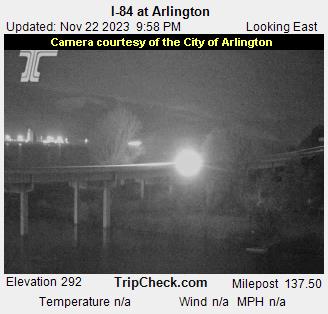 I-84 at Arlington
Updated: Nov 22 2023 9:58 PM Looking East
Camera courtesy of the City of Arlington
Elevation 292 TripCheck.com Milepost 137.50
Temperature n/a Wind n/a MPH n/a